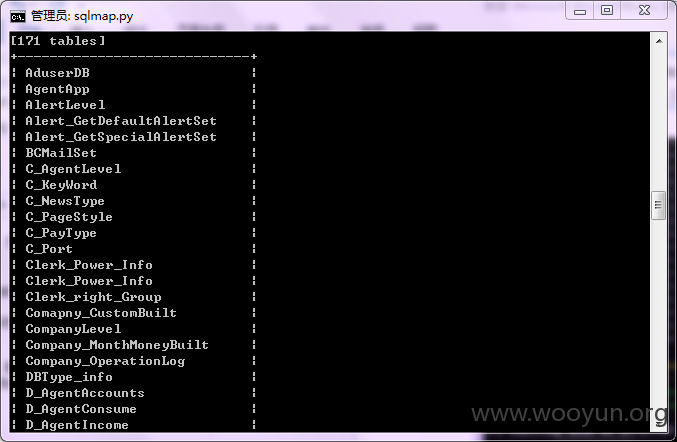 管理员: sqlmap.py
[171 tables]
+-----------------------------+
¦ AduserDB ¦
¦ AgentApp ¦
¦ AlertLevel ¦
¦ Alert_GetDefaultAlertSet ¦
¦ Alert_GetSpecialAlertSet ¦
¦ BCMailSet ¦
¦ C_AgentLevel ¦
¦ C_KeyWord ¦
¦ C_NewsType ¦
¦ C_PageStyle ¦
¦ C_PayType ¦
¦ C_Port ¦
¦ Clerk_Power_Info ¦
¦ Clerk_Power_Info ¦
¦ Clerk_right_Group ¦
¦ Comapny_CustomBuilt ¦
¦ CompanyLevel ¦
¦ Company_MonthMoneyBuilt ¦
¦ Company_OperationLog ¦
¦ DBType_info ¦
¦ D_AgentAccounts ¦
¦ D_AgentConsume ¦
¦ D_AgentIncome ¦
www.wooyun.org